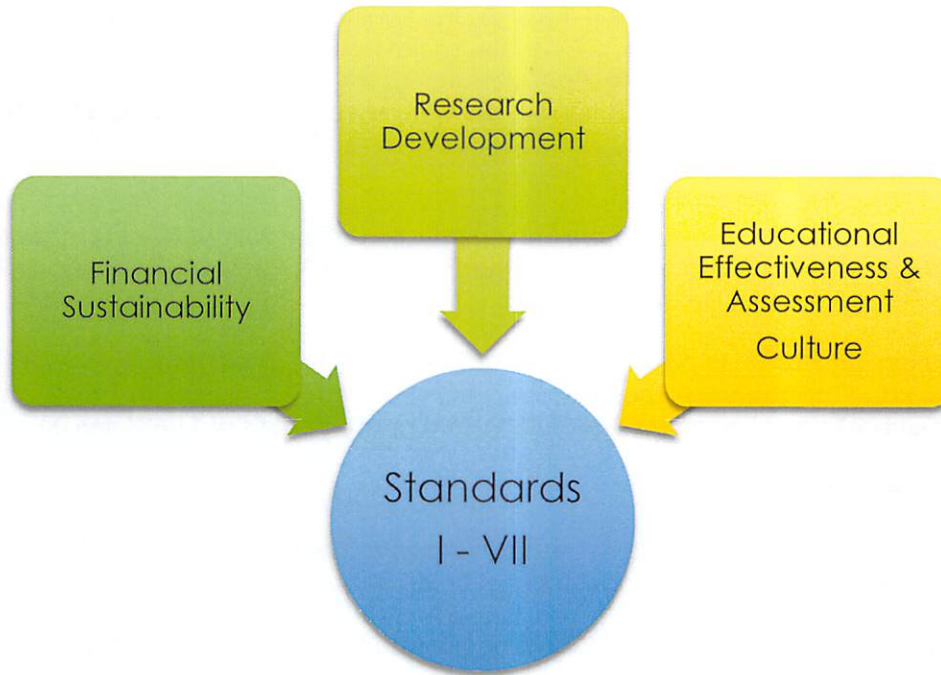 Research
Development
Financial
Sustainability
Educational
Effectiveness &
Assessment
Culture
Standards
I - VII